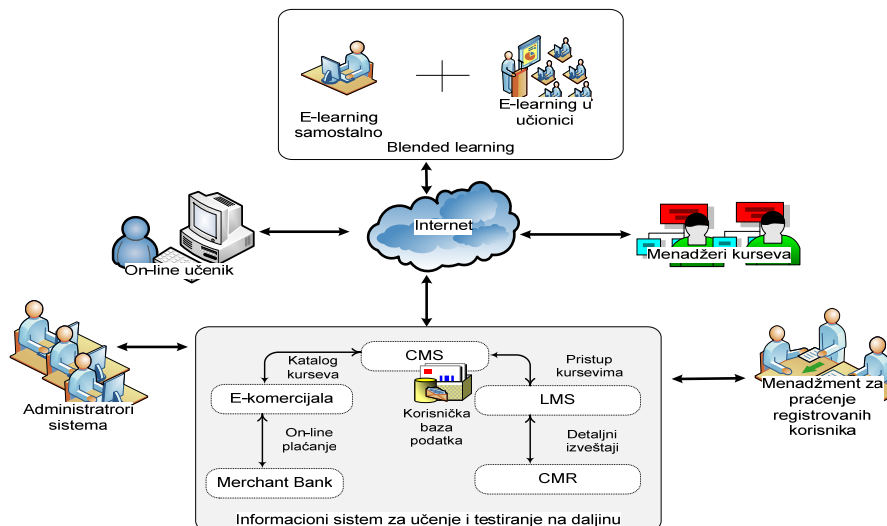 E-learning
samostalno
E-learning u
učionici
Blended learning
Internet
On-line učenik
Menadžeri kurseva
Administratrori
sistema
Katalog
kurseva
CMS
Pristup
kursevima
E-komercijala
Korisnička
baza
podatka
LMS
On-line
plaćanje
Detaljni
izveštaji
Merchant Bank
CMR
Menadžment za
praćenje
registrovanih
korisnika
Informacioni sistem za učenje i testiranje na daljinu